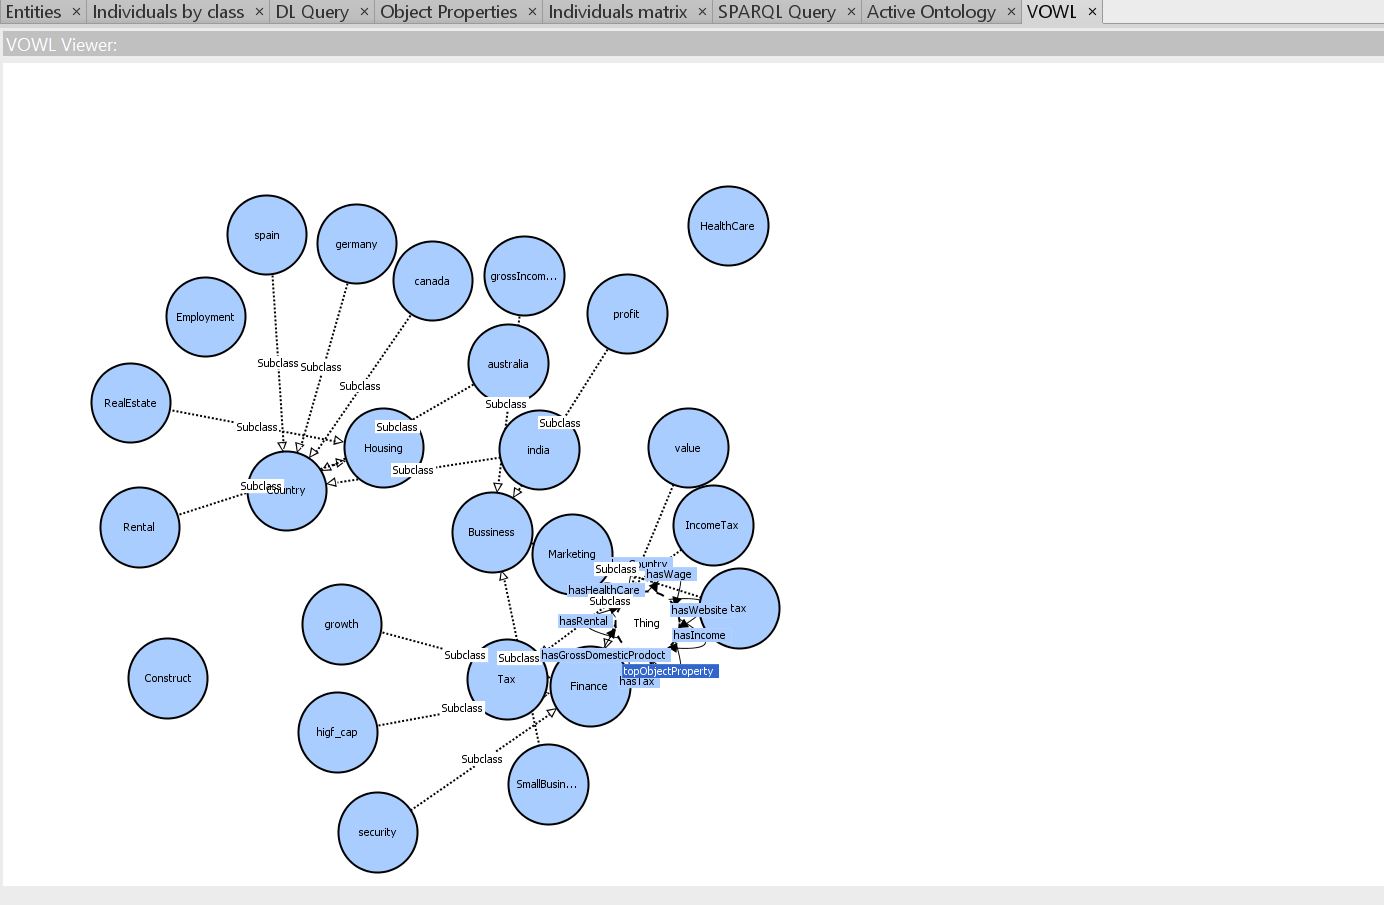 Entities × Individuals by class × DL Query × Object Properties × Individuals matrix × SPARQL Query × Active Ontology × VOWL ×
VOWL Viewer:
HealthCare
spain
germany
canada
grossIncom...
profit
Employment
Subclass
Subclass
australia
Subclass
RealEstate
Subclass
Subclass
Subclass
Subclass
Housing
india
value
Subclass
Subclass
Country
Rental
IncomeTax
Bussiness
Marketing
Country
Subclass
hasWage
hasHealthCare
Subclass
hasWebsite
tax
hasRental
Thing
growth
hasIncome
Subclass
Subclass
hasGrossDomesticProdoct
topObjectProperty
Construct
Tax
Finance
hasTax
Subclass
higf_cap
Subclass
SmallBusin...
security